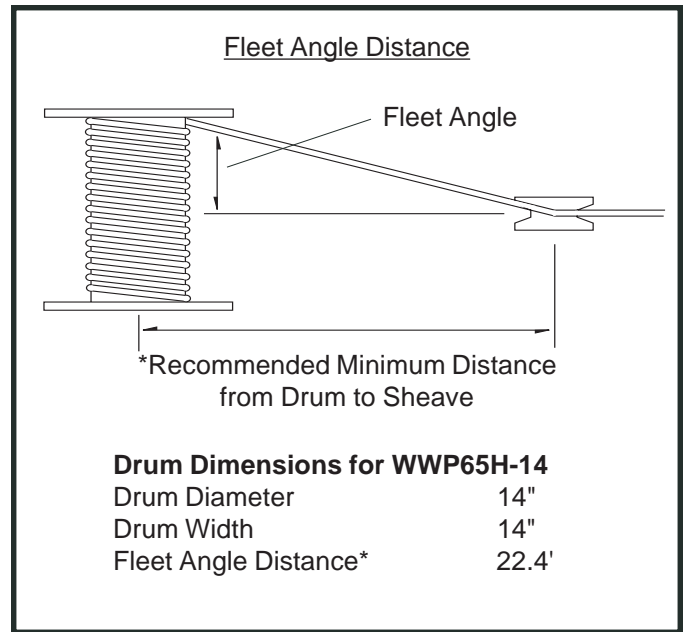 Fleet Angle Distance
Fleet Angle
*Recommended Minimum Distance
from Drum to Sheave
Drum Dimensions for WWP65H-14
Drum Diameter 14"
Drum Width 14"
Fleet Angle Distance* 22.4'